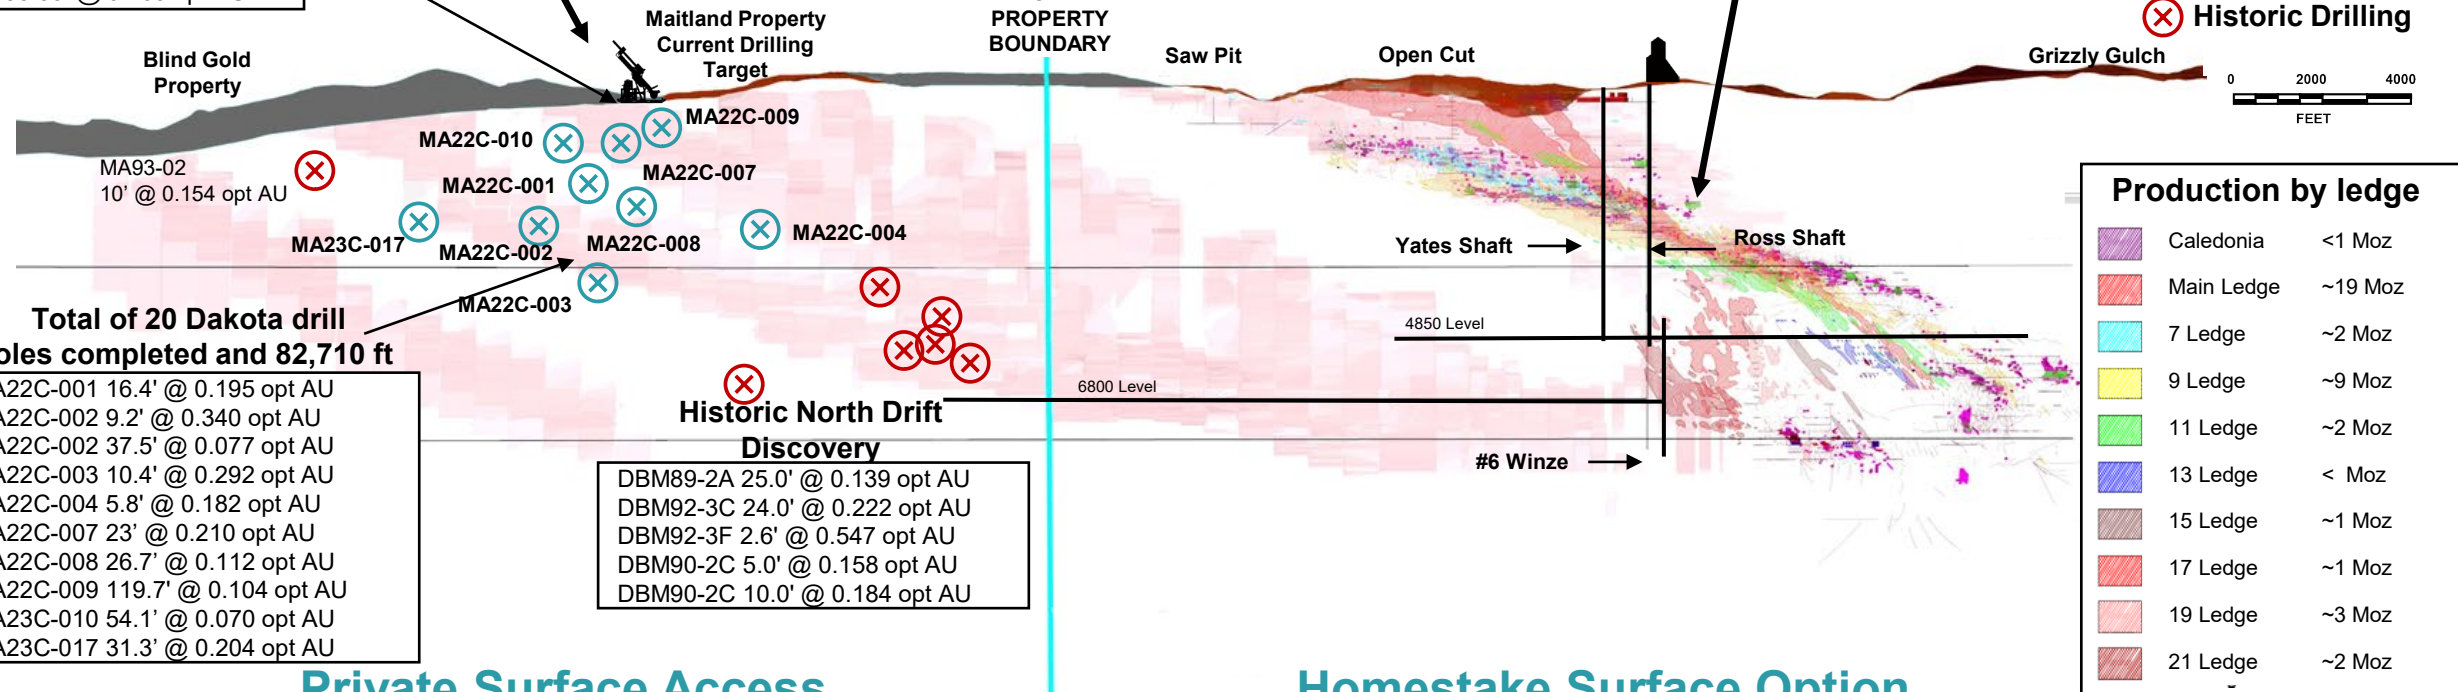 PROPERTY
BOUNDARY
Historic Drilling
Maitland Property
Current Drilling
Target
Blind Gold
Property
Saw Pit
Open Cut
Grizzly Gulch
0 2000 4000
FEET
MA22C-009
MA22C-010
MA93-02
10’ @ 0.154 opt AU
MA22C-007
MA22C-001
MA23C-017
MA22C-002
MA22C-008
MA22C-004
MA22C-003
Yates Shaft
Ross Shaft
4850 Level
6800 Level
#6 Winze
Total of 20 Dakota drill
oles completed and 82,710 ft
A22C-001 16.4' @ 0.195 opt AU
A22C-002 9.2' @ 0.340 opt AU
A22C-002 37.5' @ 0.077 opt AU
A22C-003 10.4' @ 0.292 opt AU
A22C-004 5.8' @ 0.182 opt AU
A22C-007 23’ @ 0.210 opt AU
A22C-008 26.7’ @ 0.112 opt AU
A22C-009 119.7’ @ 0.104 opt AU
A23C-010 54.1’ @ 0.070 opt AU
A23C-017 31.3’ @ 0.204 opt AU
Historic North Drift
Discovery
DBM89-2A 25.0' @ 0.139 opt AU
DBM92-3C 24.0' @ 0.222 opt AU
DBM92-3F 2.6' @ 0.547 opt AU
DBM90-2C 5.0' @ 0.158 opt AU
DBM90-2C 10.0' @ 0.184 opt AU
Production by ledge
Caledonia <1 Moz
Main Ledge ~19 Moz
7 Ledge ~2 Moz
9 Ledge ~9 Moz
11 Ledge ~2 Moz
13 Ledge < Moz
15 Ledge ~1 Moz
17 Ledge ~1 Moz
19 Ledge ~3 Moz
21 Ledge ~2 Moz
Private Surface Access
Homestake Surface Option